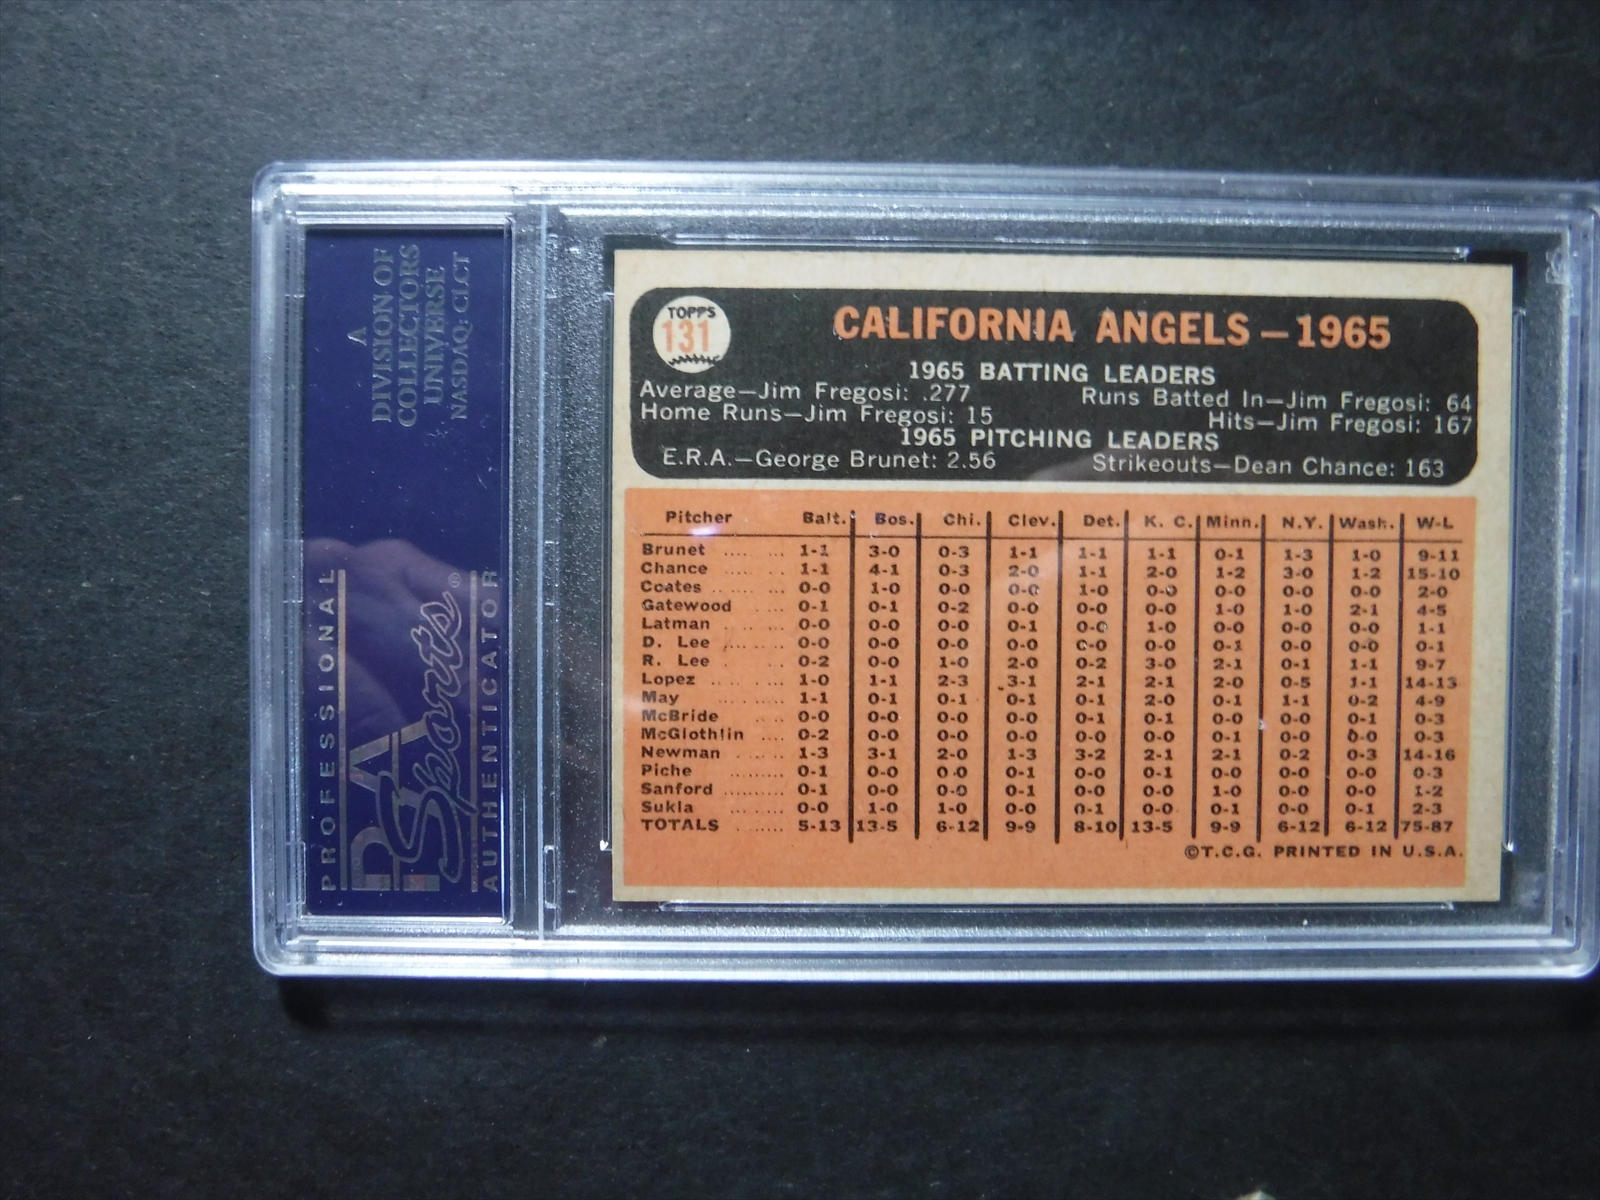 A
DIVISION OF
COLLECTORS
UNIVERSE
NASDAQ: CLCT
PROFESSIONAL
PSA
Sports®
AUTHENTICATOR
TOPPS
131
CALIFORNIA ANGELS — 1965
1965 BATTING LEADERS
Average—Jim Fregosi: .277 Runs Batted In—Jim Fregosi: 64
Home Runs—Jim Fregosi: 15 Hits—Jim Fregosi: 167
1965 PITCHING LEADERS
E.R.A.—George Brunet: 2.56 Strikeouts—Dean Chance: 163
Pitcher Balt. Bos. Chi. Clev. Det. K. C. Minn. N.Y. Wash. W-L
Brunet 1-1 3-0 0-3 1-1 1-1 1-1 0-1 1-3 1-0 9-11
Chance 1-1 4-1 0-3 2-0 1-1 2-0 1-2 3-0 1-2 15-10
Coates 0-0 1-0 0-0 0-0 1-0 0-0 0-0 0-0 0-0 2-0
Gatewood 0-1 0-1 0-2 0-0 0-0 0-0 1-0 1-0 2-1 4-5
Latman 0-0 0-0 0-0 0-1 0-0 1-0 0-0 0-0 0-0 1-1
D. Lee 0-0 0-0 0-0 0-0 0-0 0-0 0-1 0-0 0-0 0-1
R. Lee 0-2 0-0 1-0 2-0 0-2 3-0 2-1 0-1 1-1 9-7
Lopez 1-0 1-1 2-3 3-1 2-1 2-1 2-0 0-5 1-1 14-13
May 1-1 0-1 0-1 0-1 0-1 2-0 0-1 1-1 0-2 4-9
McBride 0-0 0-0 0-0 0-0 0-1 0-1 0-0 0-0 0-1 0-3
McGlothlin 0-2 0-0 0-0 0-0 0-0 0-0 0-1 0-0 0-0 0-3
Newman 1-3 3-1 2-0 1-3 3-2 2-1 2-1 0-2 0-3 14-16
Piche 0-1 0-0 0-0 0-1 0-0 0-1 0-0 0-0 0-0 0-3
Sanford 0-1 0-0 0-0 0-1 0-0 0-0 1-0 0-0 0-0 1-2
Sukla 0-0 1-0 1-0 0-0 0-1 0-0 0-1 0-0 0-1 2-3
TOTALS 5-13 13-5 6-12 9-9 8-10 13-5 9-9 6-12 6-12 75-87
©T.C.G. PRINTED IN U.S.A.